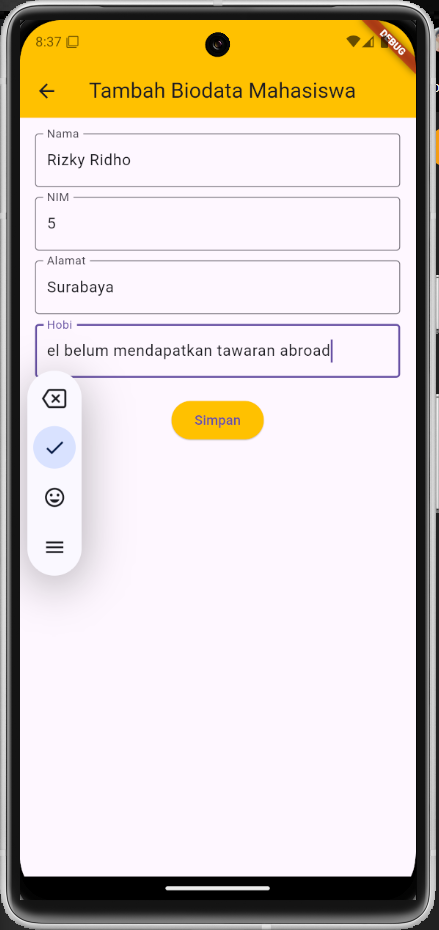 8:37
DEBUG
Tambah Biodata Mahasiswa
Nama
Rizky Ridho
NIM
5
Alamat
Surabaya
Hobi
el belum mendapatkan tawaran abroad
Simpan